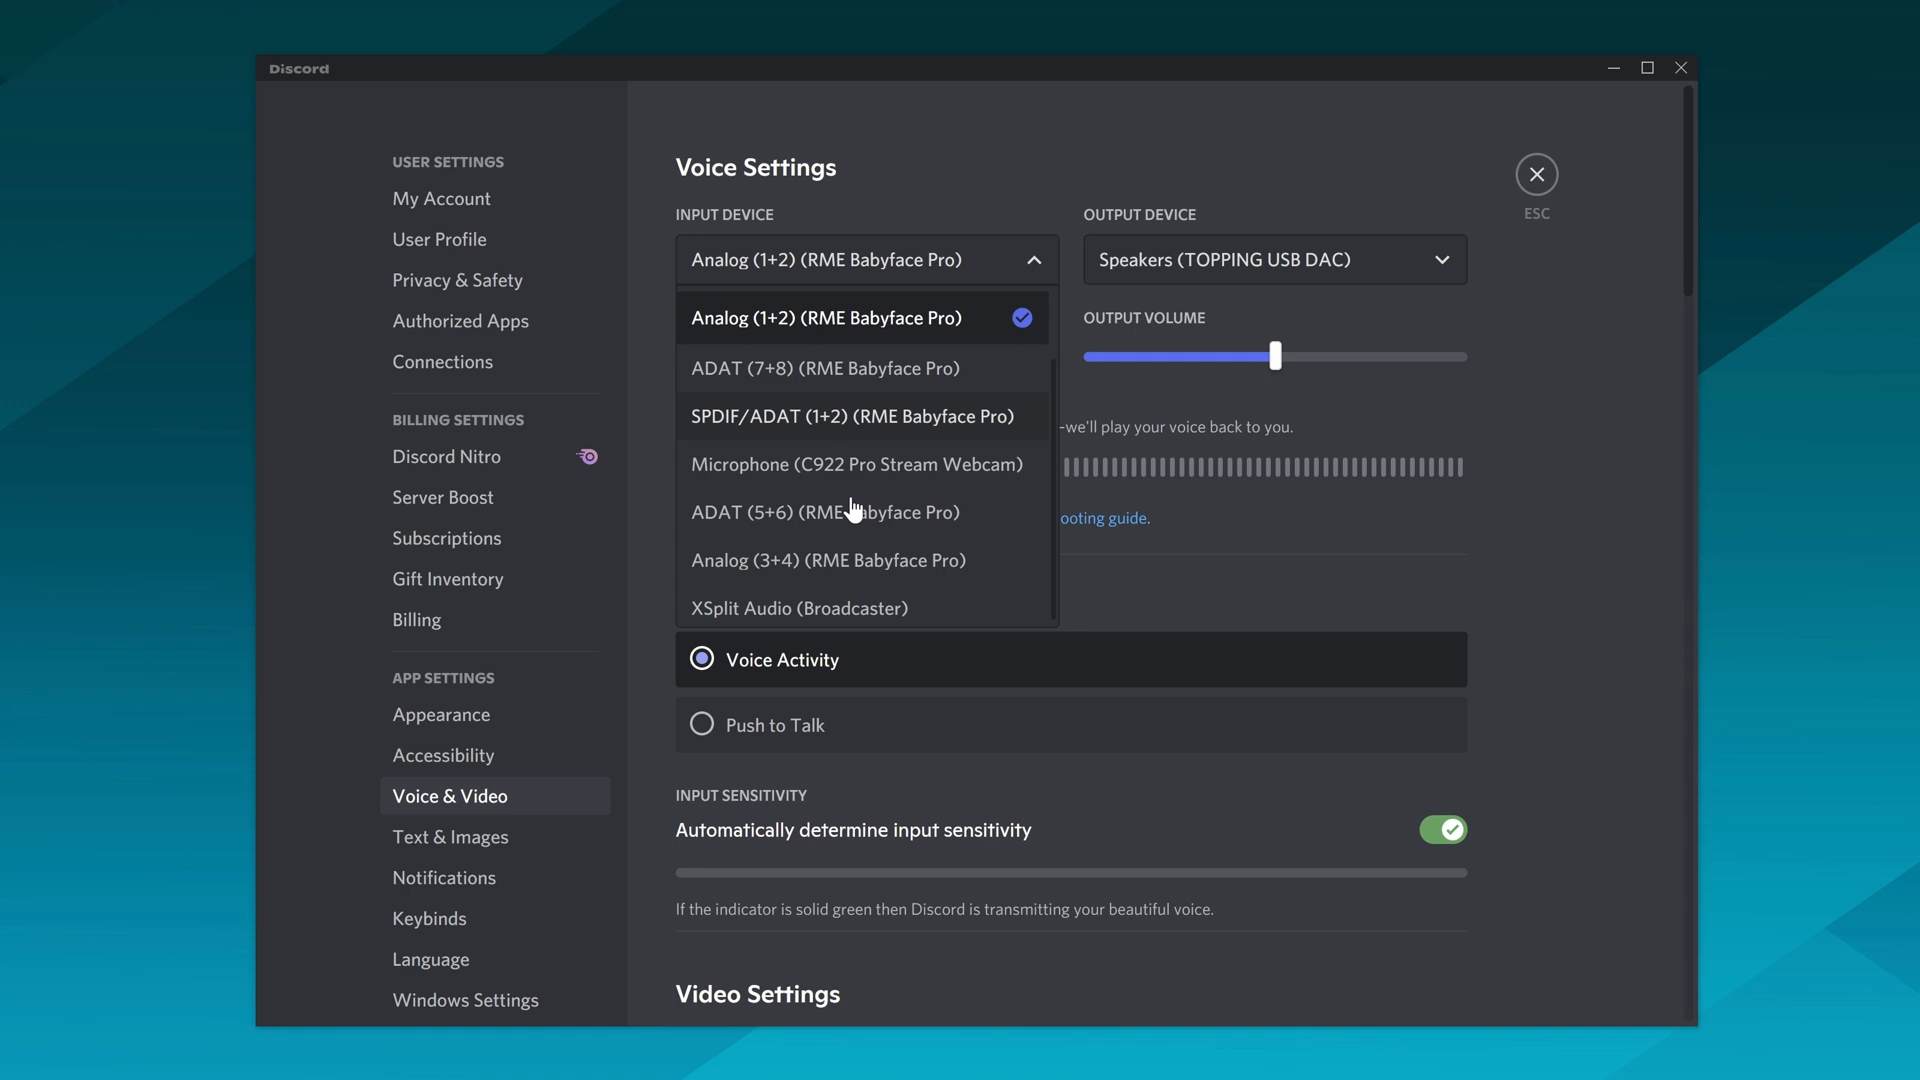 Discord
USER SETTINGS
My Account
User Profile
Privacy & Safety
Authorized Apps
Connections
BILLING SETTINGS
Discord Nitro
Server Boost
Subscriptions
Gift Inventory
Billing
APP SETTINGS
Appearance
Accessibility
Voice & Video
Text & Images
Notifications
Keybinds
Language
Windows Settings
Voice Settings
INPUT DEVICE
Analog (1+2) (RME Babyface Pro)
Analog (1+2) (RME Babyface Pro)
ADAT (7+8) (RME Babyface Pro)
SPDIF/ADAT (1+2) (RME Babyface Pro)
Microphone (C922 Pro Stream Webcam)
ADAT (5+6) (RME Babyface Pro)
Analog (3+4) (RME Babyface Pro)
XSplit Audio (Broadcaster)
OUTPUT DEVICE
Speakers (TOPPING USB DAC)
OUTPUT VOLUME
-we'll play your voice back to you.
ooting guide.
ESC
Voice Activity
Push to Talk
INPUT SENSITIVITY
Automatically determine input sensitivity
If the indicator is solid green then Discord is transmitting your beautiful voice.
Video Settings